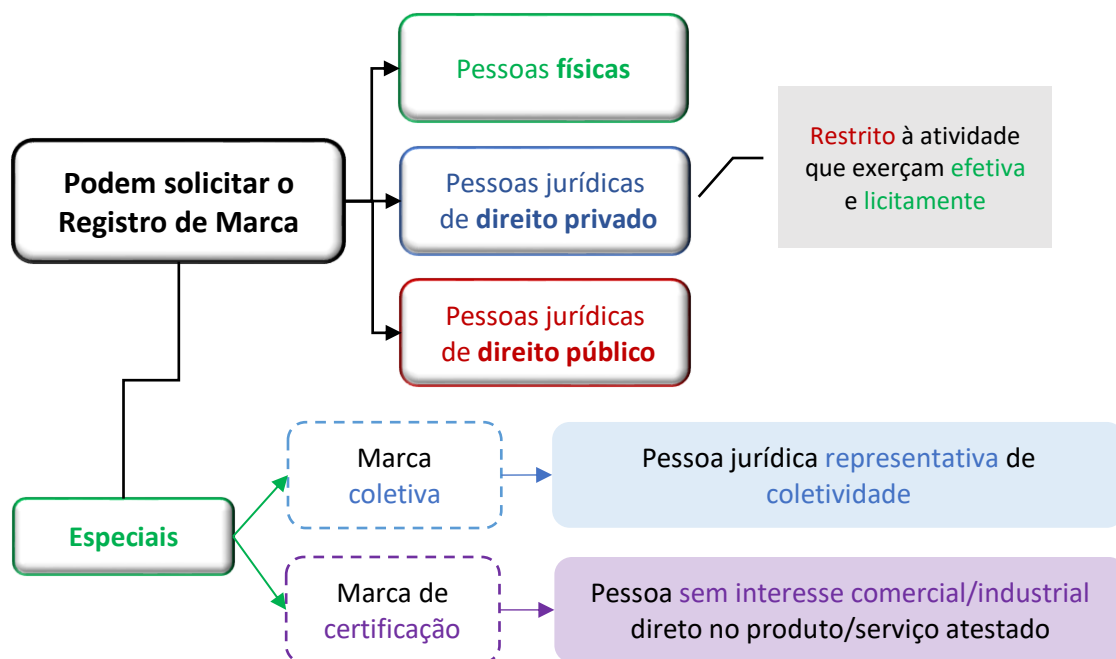 Pessoas físicas
Podem solicitar o
Registro de Marca
Pessoas jurídicas
de direito privado
Restrito à atividade
que exerçam efetiva
e licitamente
Pessoas jurídicas
de direito público
Especiais
Marca
coletiva
Pessoa jurídica representativa de
coletividade
Marca de
certificação
Pessoa sem interesse comercial/industrial
direto no produto/serviço atestado